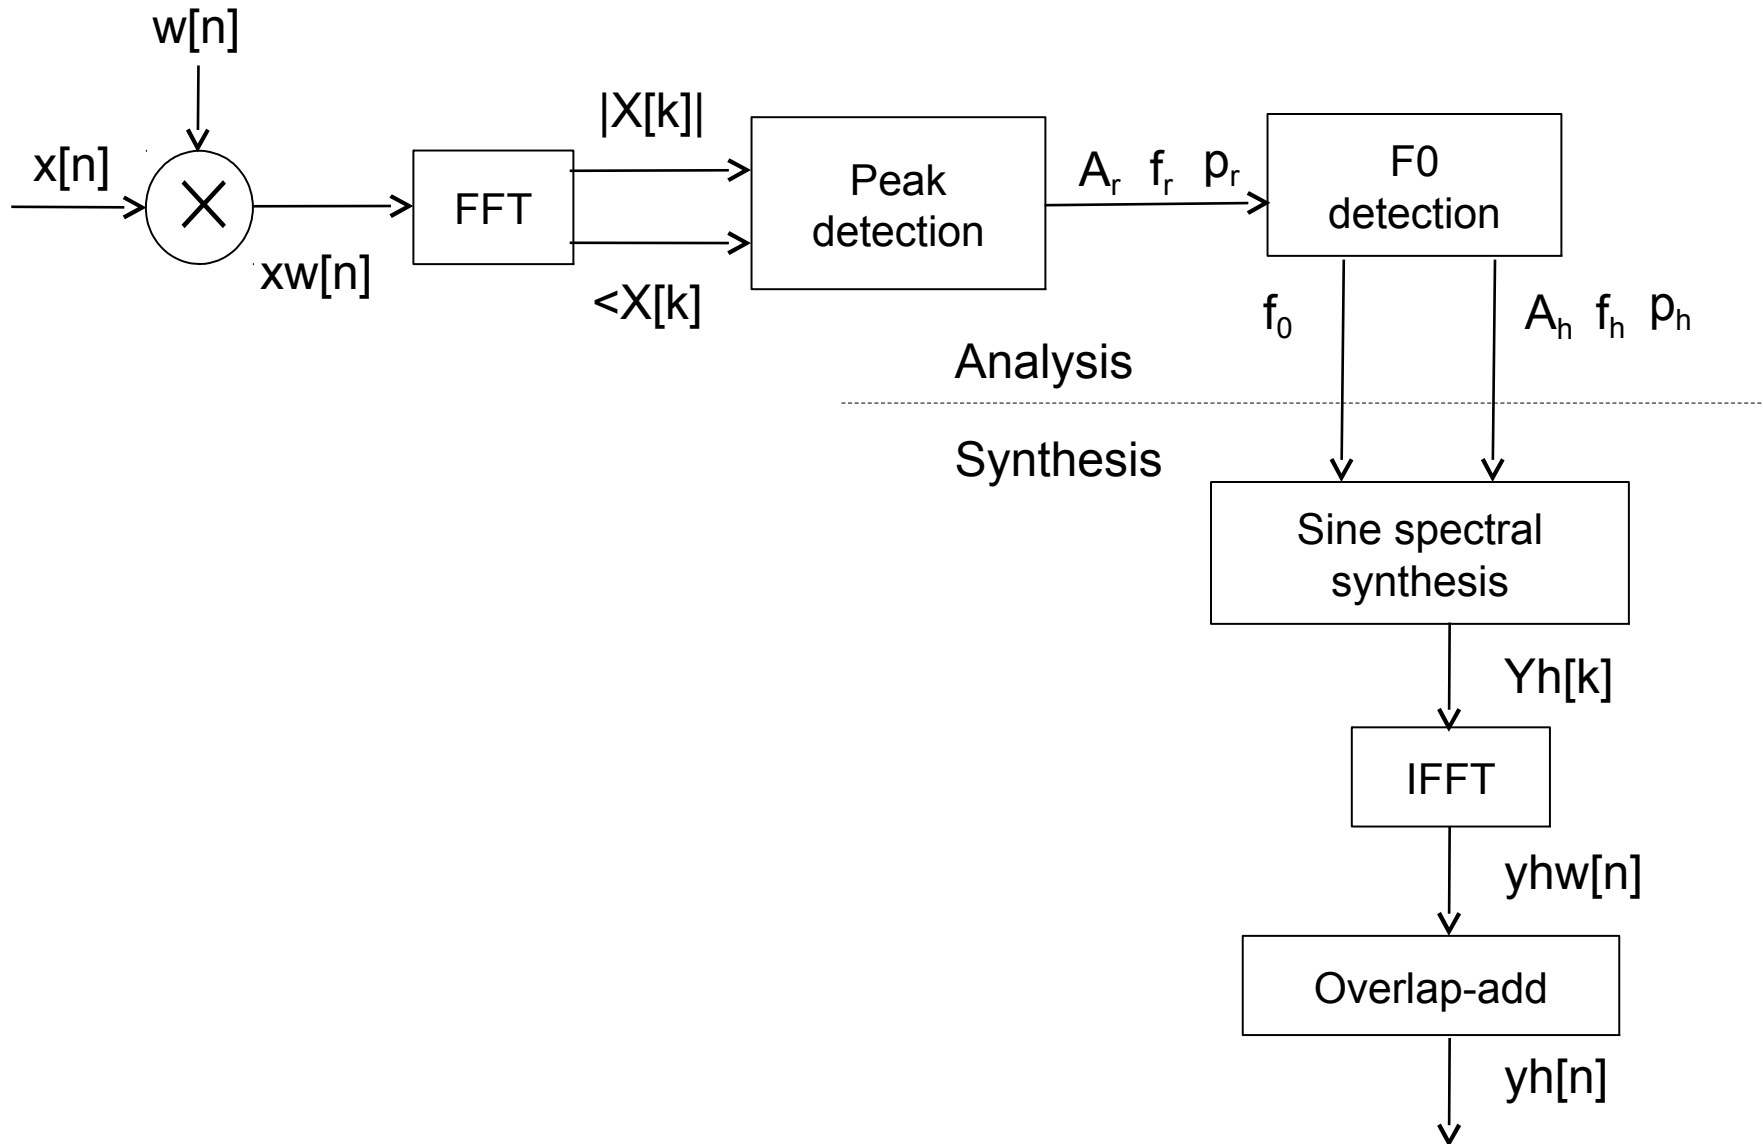 w[n]
x[n]
xw[n]
FFT
|X[k]|
<X[k]
Peak
detection
Ar fr pr
F0
detection
f0
Ah fh ph
Analysis
Synthesis
Sine spectral
synthesis
Yh[k]
IFFT
yhw[n]
Overlap-add
yh[n]